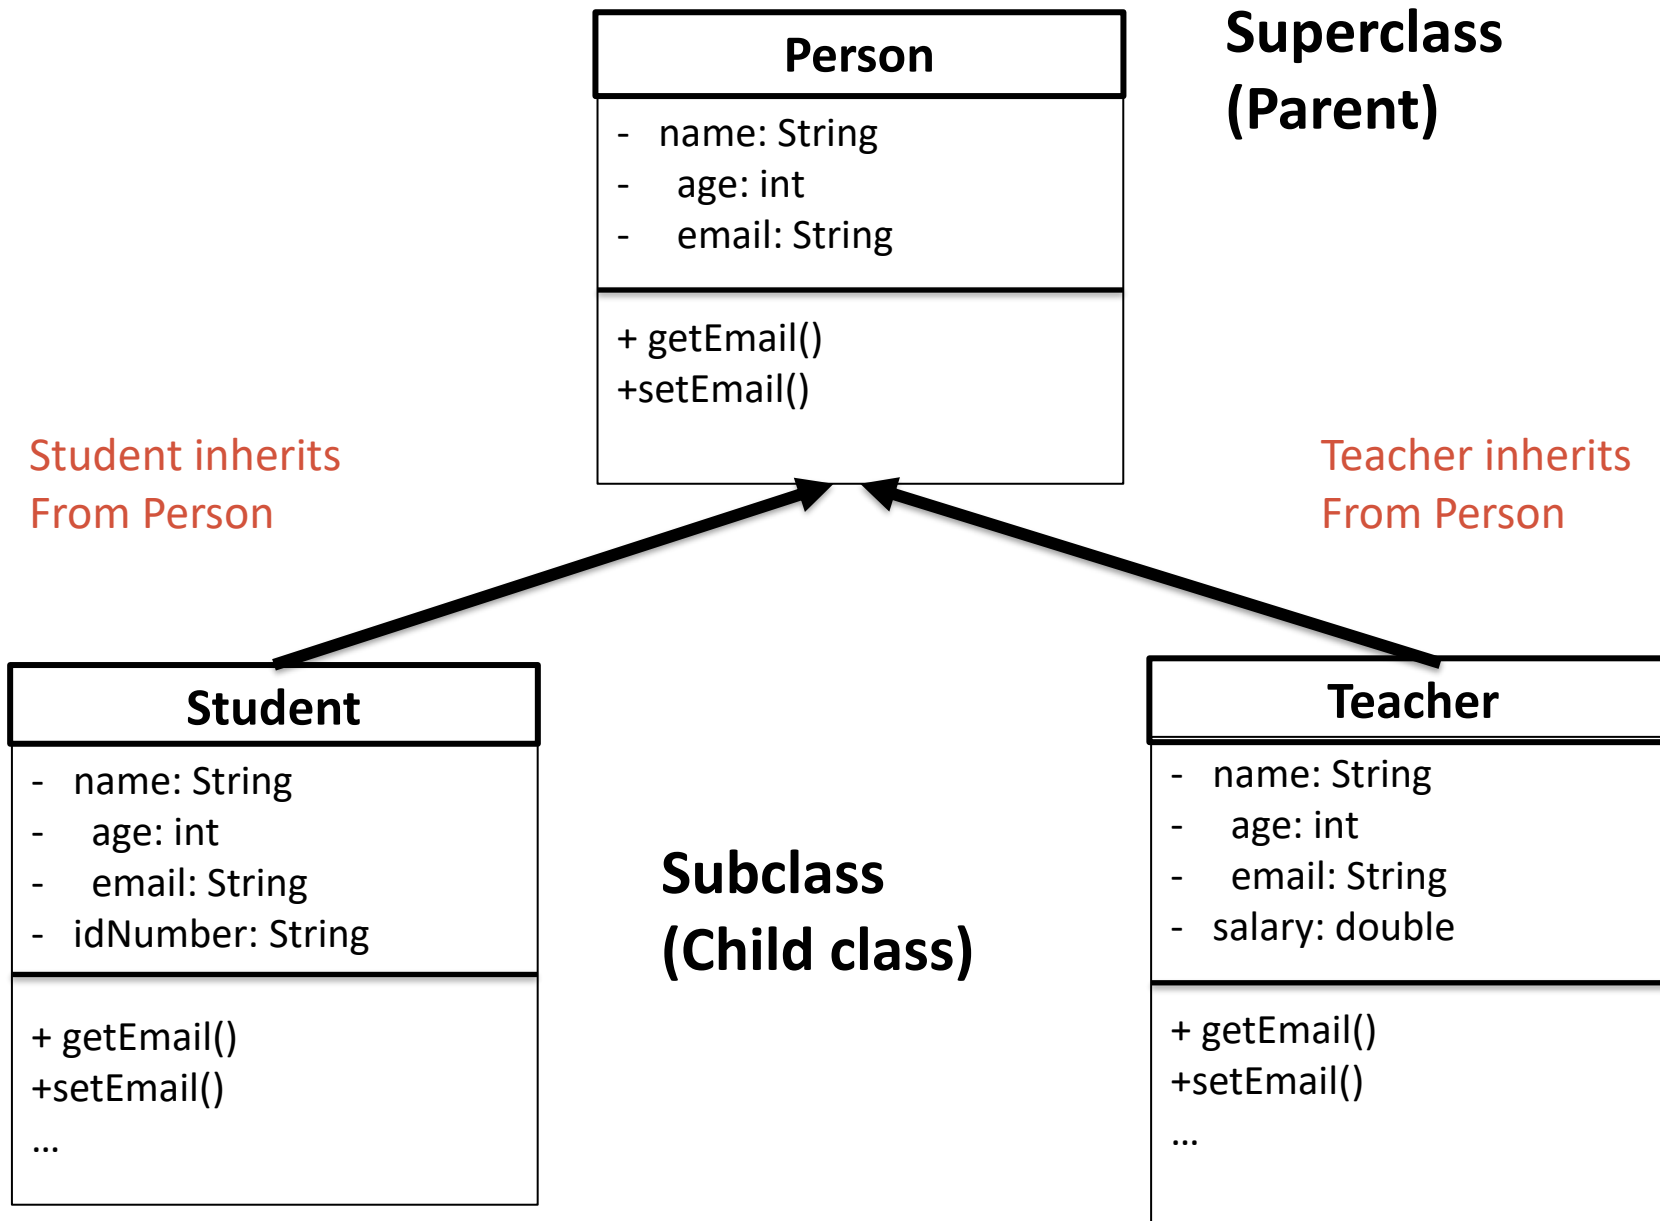 Person
- name: String
- age: int
- email: String
+ getEmail()
+setEmail()
Superclass
(Parent)
Student inherits
From Person
Teacher inherits
From Person
Student
- name: String
- age: int
- email: String
- idNumber: String
+ getEmail()
+setEmail()
...
Subclass
(Child class)
Teacher
- name: String
- age: int
- email: String
- salary: double
+ getEmail()
+setEmail()
...